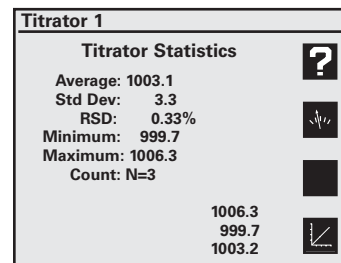 Titrator 1
Titrator Statistics
?
Average: 1003.1
Std Dev: 3.3
RSD: 0.33%
Minimum: 999.7
Maximum: 1006.3
Count: N=3
1006.3
999.7
1003.2